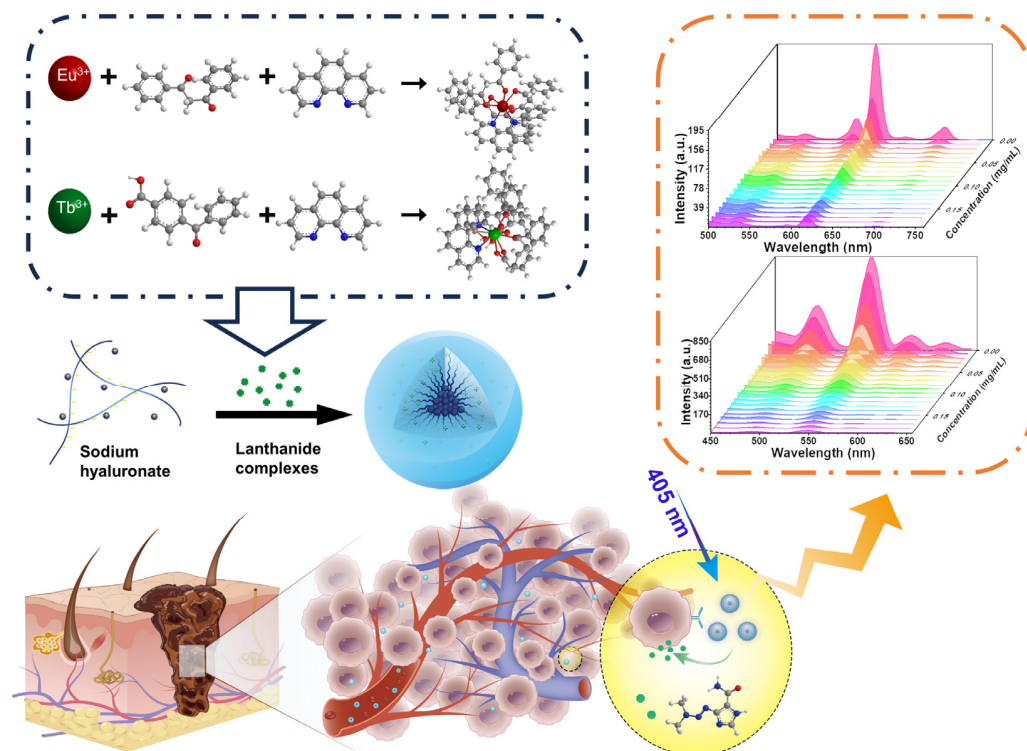 Eu3+ + + →
Tb3+ + + →
Sodium
hyaluronate
Lanthanide
complexes
405 nm
Intensity (a.u.)
195
156
117
78
39
500 550 600 650 700 750
Wavelength (nm)
0.00
0.05
0.10
0.15
Concentration (mg/mL)
Intensity (a.u.)
850
680
510
340
170
450 500 550 600 650
Wavelength (nm)
0.00
0.05
0.10
0.15
Concentration (mg/mL)